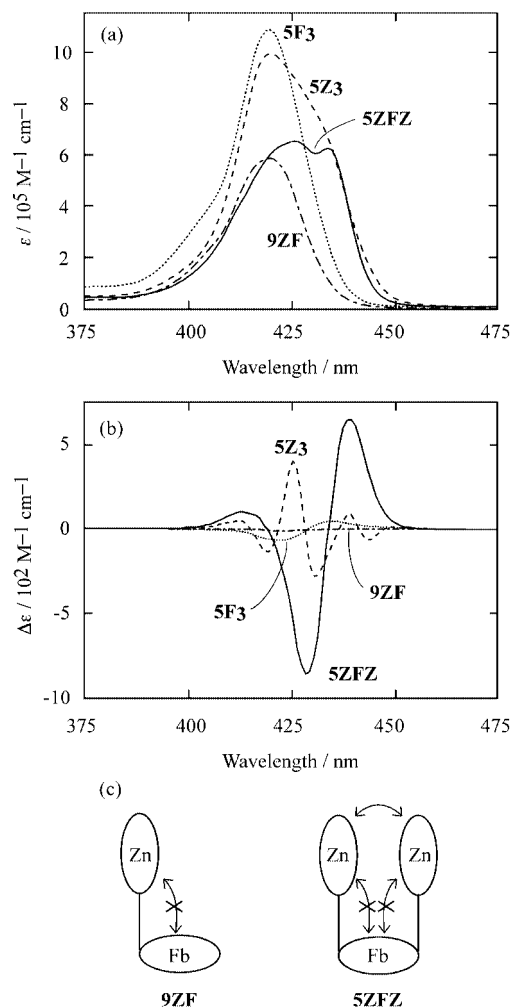 (a)
5F3
5Z3
5ZFZ
9ZF
10
8
6
4
2
0
ε / 10⁵ M⁻¹ cm⁻¹
375 400 425 450 475
Wavelength / nm
(b)
5Z3
5F3
9ZF
5ZFZ
5
0
-5
-10
Δε / 10² M⁻¹ cm⁻¹
375 400 425 450 475
Wavelength / nm
(c)
Zn Zn Zn
Fb Fb
9ZF 5ZFZ